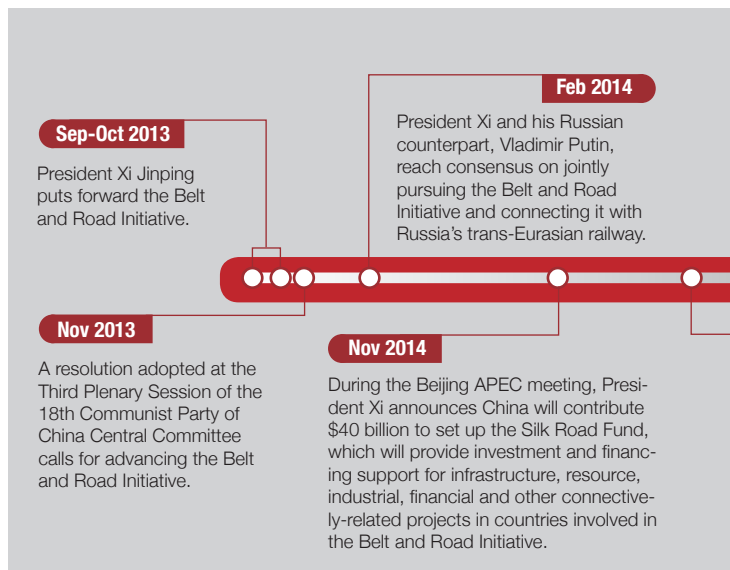 Sep-Oct 2013
President Xi Jinping
puts forward the Belt
and Road Initiative.
Nov 2013
A resolution adopted at the
Third Plenary Session of the
18th Communist Party of
China Central Committee
calls for advancing the Belt
and Road Initiative.
Feb 2014
President Xi and his Russian
counterpart, Vladimir Putin,
reach consensus on jointly
pursuing the Belt and Road
Initiative and connecting it with
Russia's trans-Eurasian railway.
Nov 2014
During the Beijing APEC meeting, Presi-
dent Xi announces China will contribute
$40 billion to set up the Silk Road Fund,
which will provide investment and financ-
ing support for infrastructure, resource,
industrial, financial and other connective-
ly-related projects in countries involved in
the Belt and Road Initiative.